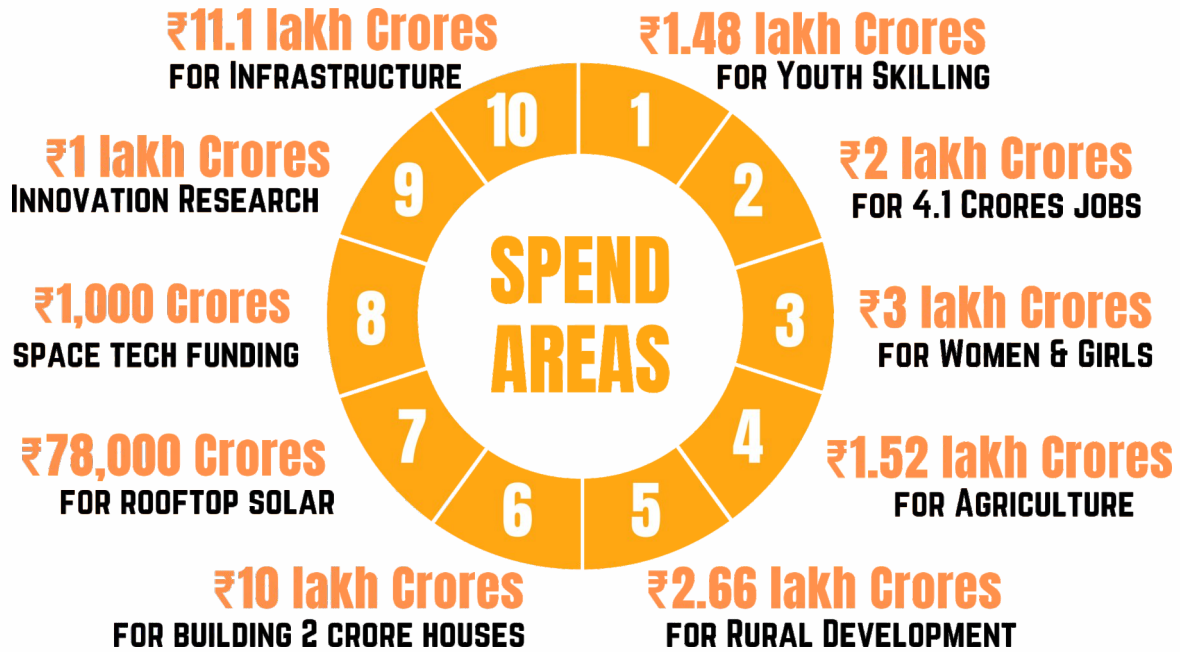 ₹11.1 lakh Crores
FOR INFRASTRUCTURE
₹1.48 lakh Crores
FOR YOUTH SKILLING
10
1
₹1 lakh Crores
INNOVATION RESEARCH
9
2
₹2 lakh Crores
FOR 4.1 CRORES JOBS
SPEND
AREAS
₹1,000 Crores
SPACE TECH FUNDING
8
3
₹3 lakh Crores
FOR WOMEN & GIRLS
₹78,000 Crores
FOR ROOFTOP SOLAR
7
4
₹1.52 lakh Crores
FOR AGRICULTURE
6
5
₹10 lakh Crores
FOR BUILDING 2 CRORE HOUSES
₹2.66 lakh Crores
FOR RURAL DEVELOPMENT